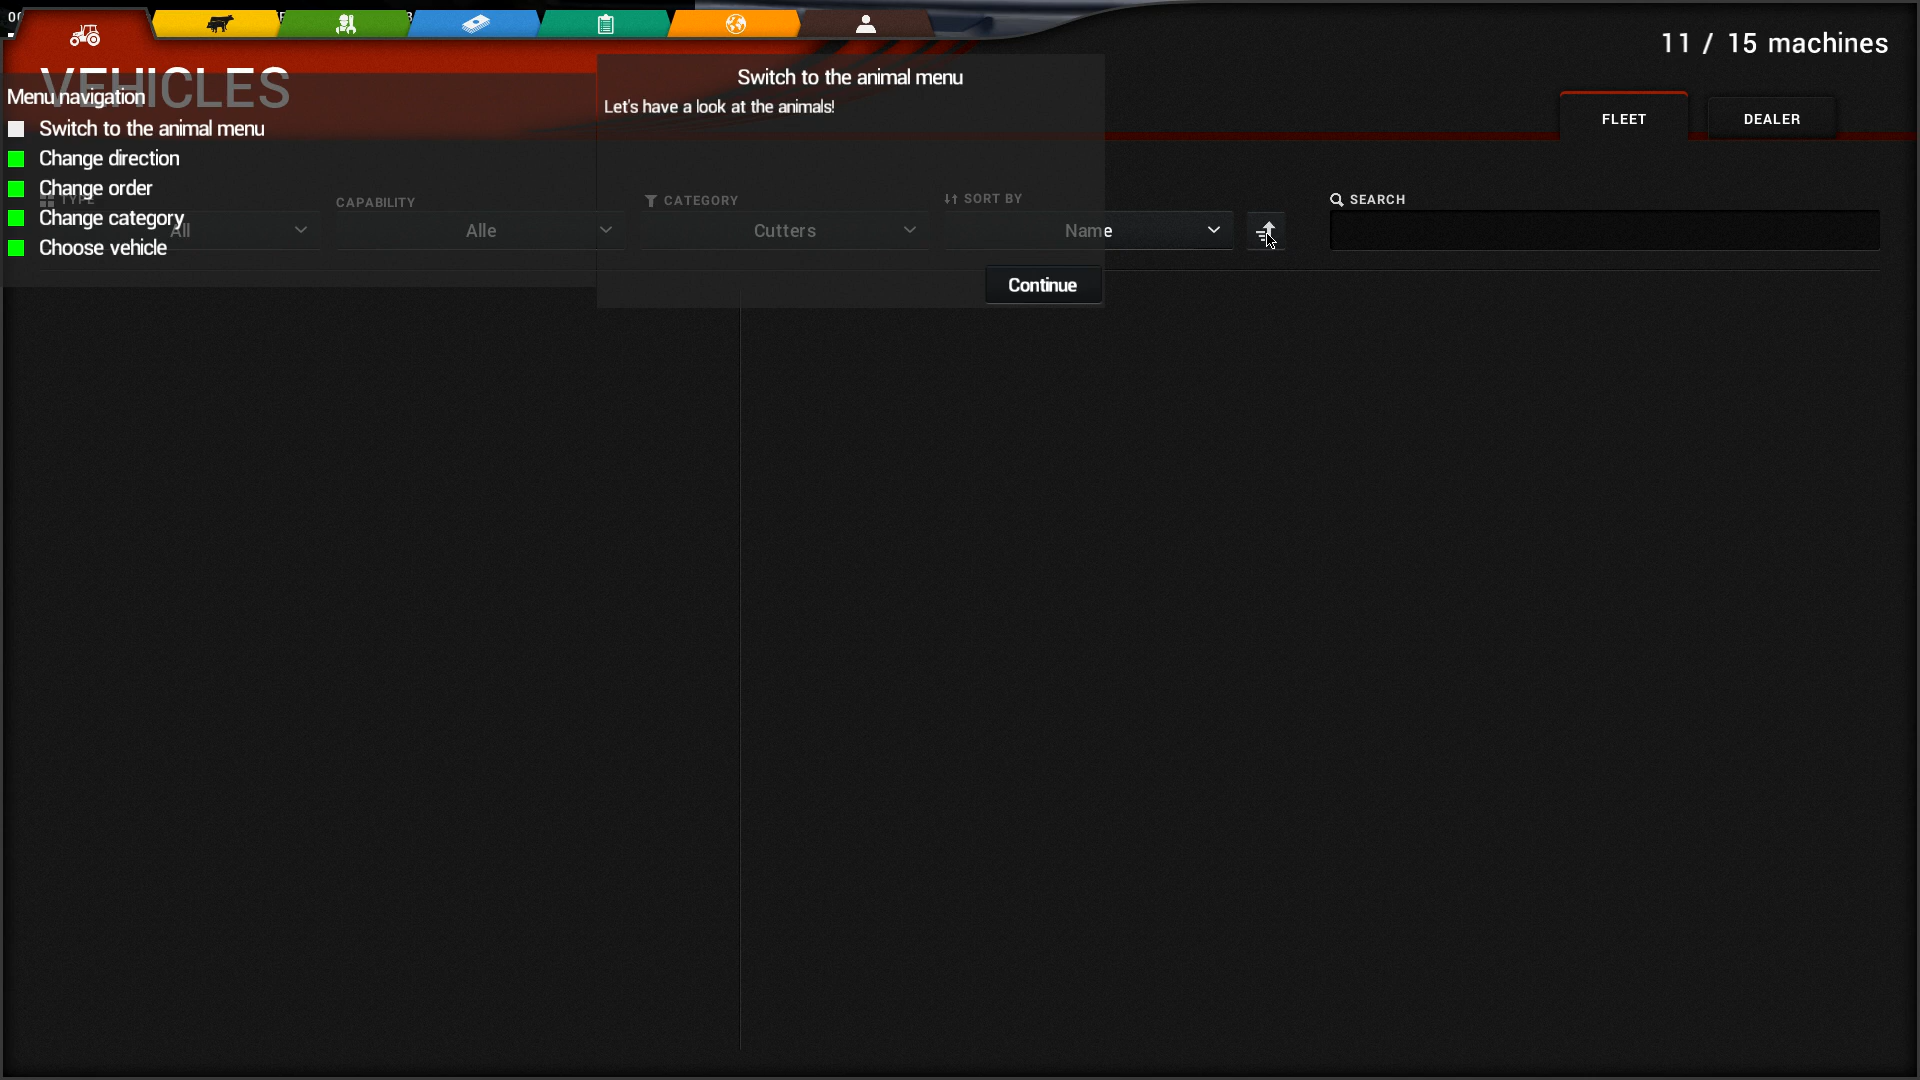 VEHICLES
11 / 15 machines
Menu navigation
Switch to the animal menu
Change direction
Change order
Change category
Choose vehicle
Switch to the animal menu
Let's have a look at the animals!
Continue
FLEET
DEALER
TYPE
All
CAPABILITY
Alle
CATEGORY
Cutters
SORT BY
Name
SEARCH